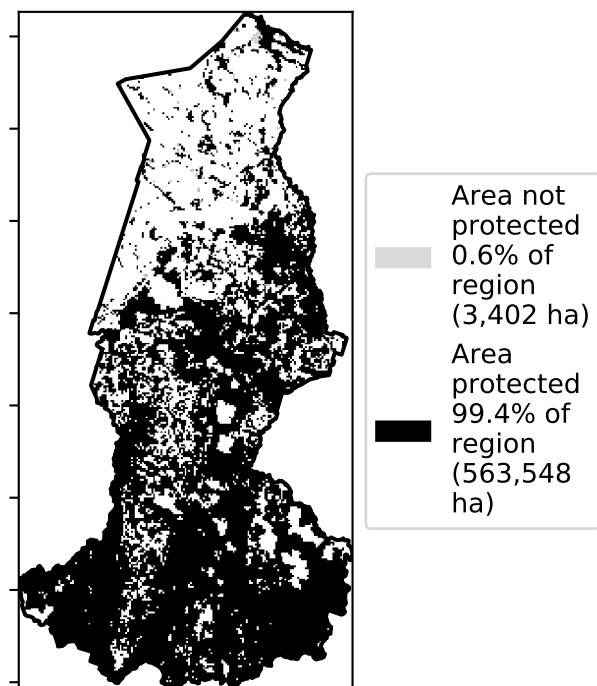 Area not
protected
0.6% of
region
(3,402 ha)
Area
protected
99.4% of
region
(563,548
ha)